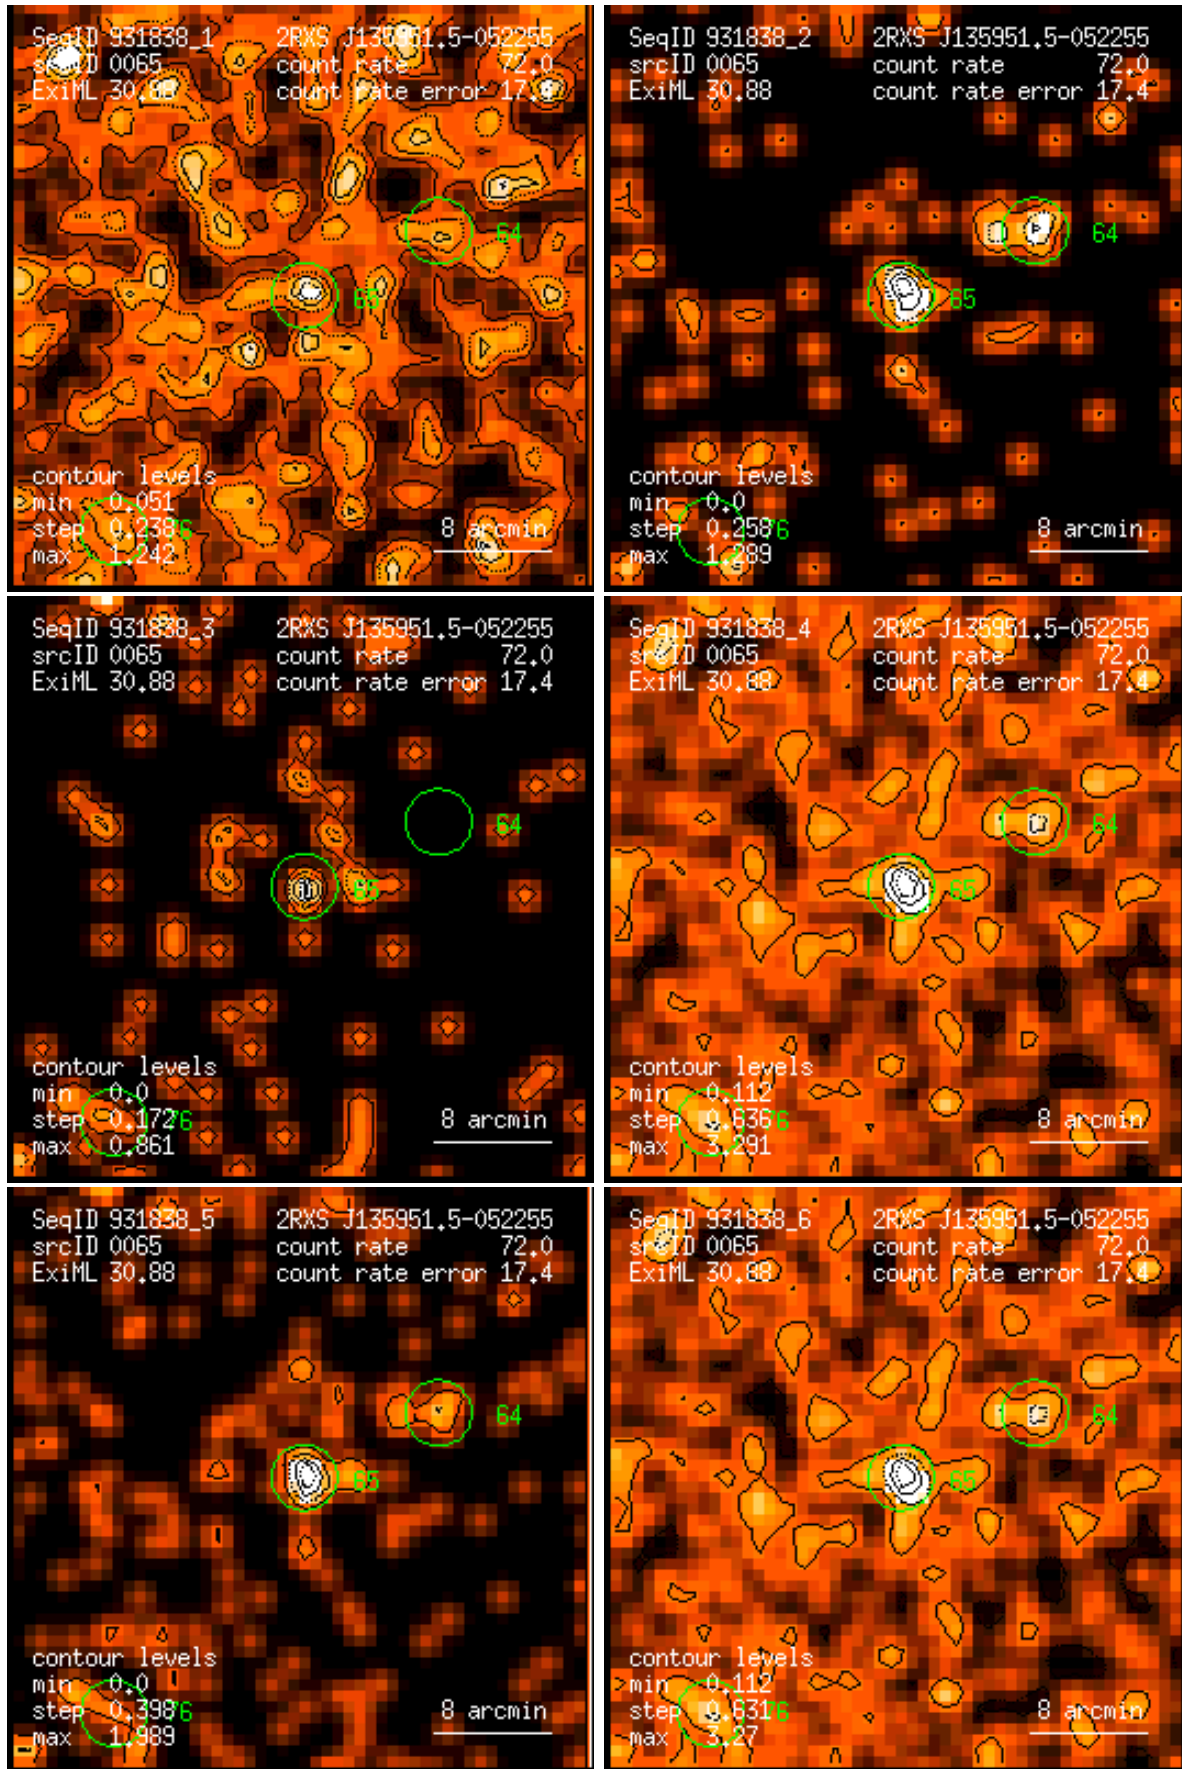 SeqID 931838_1 2RXS J135951.5-052255
srcID 0065 count rate 72.0
ExiML 30.88 count rate error 17.4
64
65
contour levels
min 0.051
step 0.238 76 8 arcmin
max 1.242
SeqID 931838_2 2RXS J135951.5-052255
srcID 0065 count rate 72.0
ExiML 30.88 count rate error 17.4
64
65
contour levels
min 0.0
step 0.258 76 8 arcmin
max 1.289
SeqID 931838_3 2RXS J135951.5-052255
srcID 0065 count rate 72.0
ExiML 30.88 count rate error 17.4
64
65
contour levels
min 0.0
step 0.172 76 8 arcmin
max 0.861
SeqID 931838_4 2RXS J135951.5-052255
srcID 0065 count rate 72.0
ExiML 30.88 count rate error 17.4
64
65
contour levels
min 0.112
step 0.636 76 8 arcmin
max 3.291
SeqID 931838_5 2RXS J135951.5-052255
srcID 0065 count rate 72.0
ExiML 30.88 count rate error 17.4
64
65
contour levels
min 0.0
step 0.398 76 8 arcmin
max 1.989
SeqID 931838_6 2RXS J135951.5-052255
srcID 0065 count rate 72.0
ExiML 30.88 count rate error 17.4
64
65
contour levels
min 0.112
step 0.631 76 8 arcmin
max 3.27